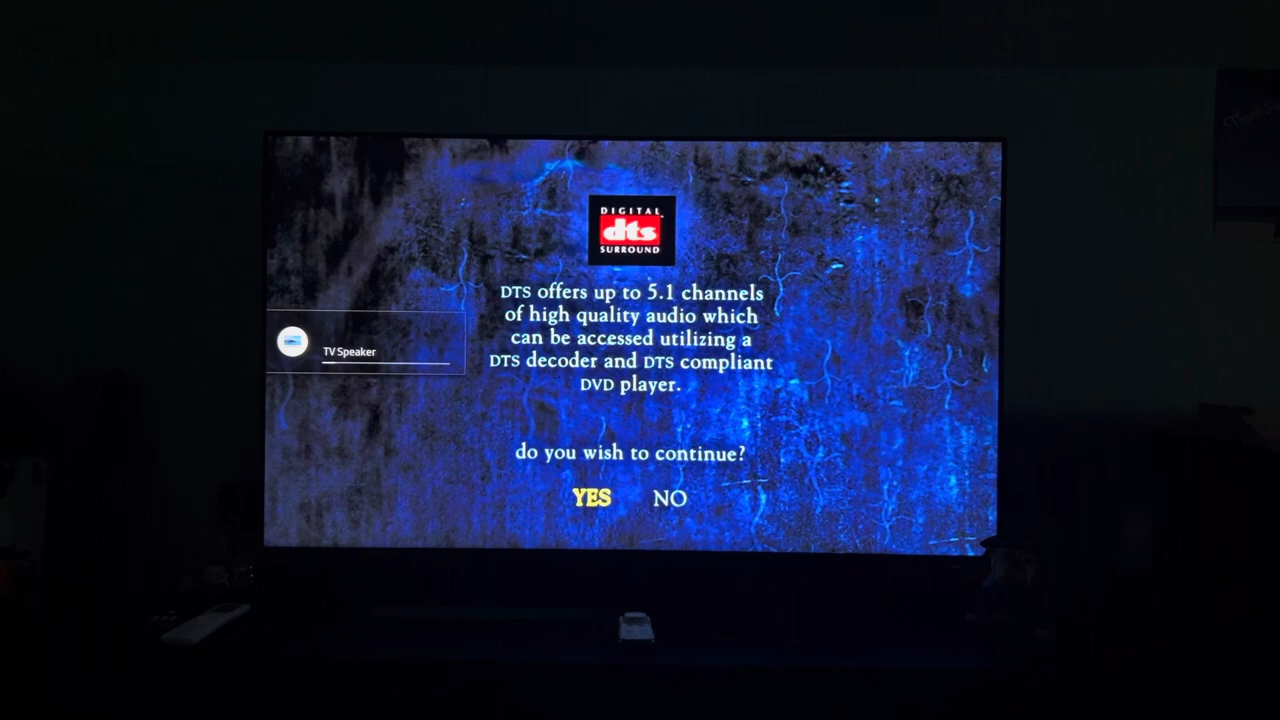 DIGITAL
dts
SURROUND
DTS offers up to 5.1 channels
of high quality audio which
can be accessed utilizing a
DTS decoder and DTS compliant
DVD player.
TV Speaker
do you wish to continue?
YES NO